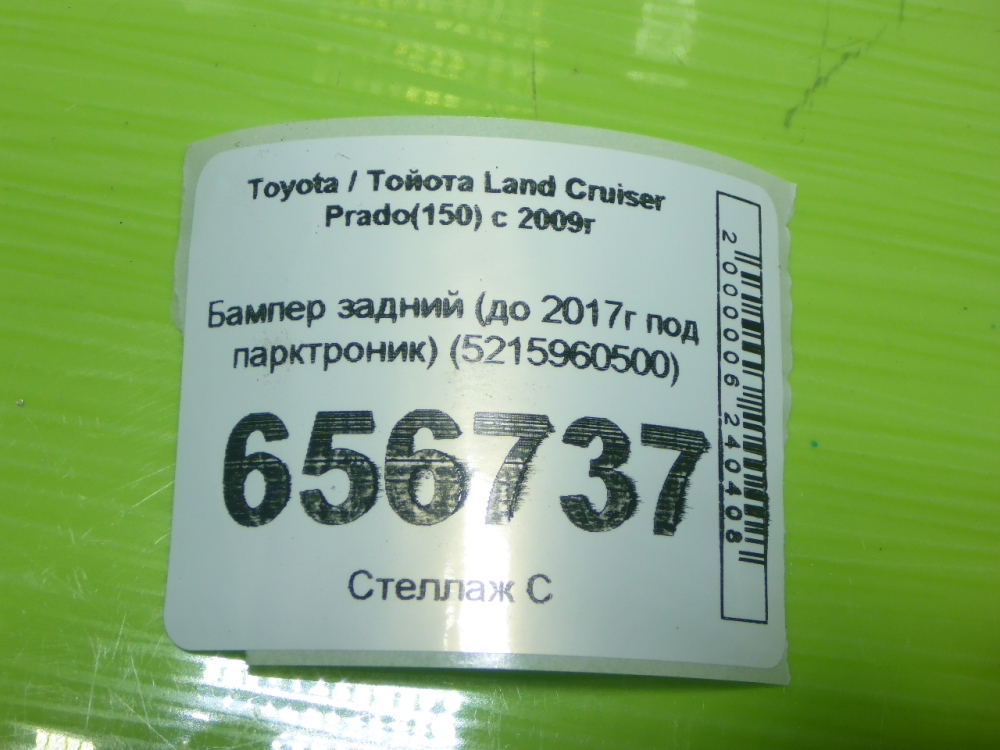 Toyota / Тойота Land Cruiser
Prado(150) с 2009г
Бампер задний (до 2017г под
парктроник) (5215960500)
656737
Стеллаж С
2000006240408